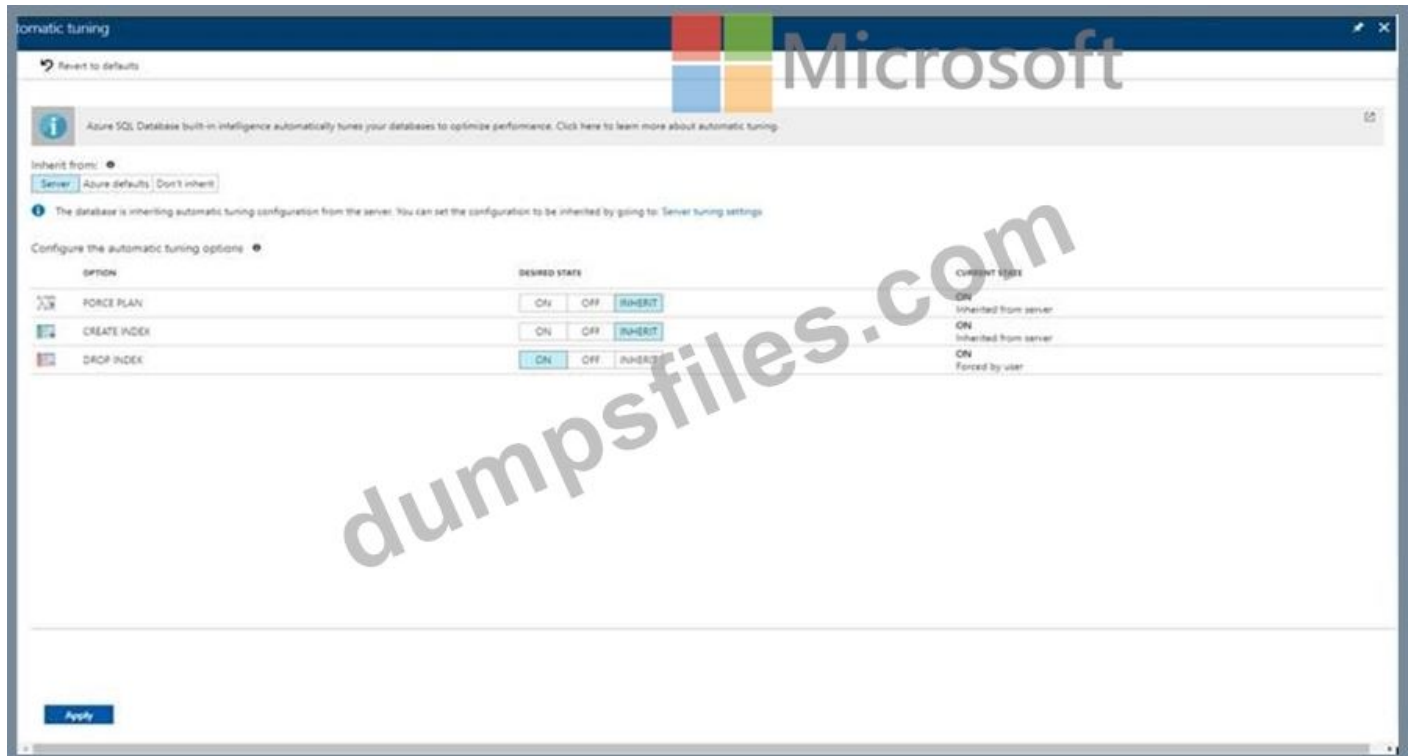 tomatic tuning
Microsoft
Revert to defaults
Azure SQL Database built-in intelligence automatically tunes your databases to optimize performance. Click here to learn more about automatic tuning.
Inherit from:
Server Azure defaults Don't inherit
The database is inheriting automatic tuning configuration from the server. You can set the configuration to be inherited by going to: Server tuning settings
Configure the automatic tuning options
OPTION DESIRED STATE CURRENT STATE
FORCE PLAN ON OFF INHERIT ON
Inherited from server
CREATE INDEX ON OFF INHERIT ON
Inherited from server
DROP INDEX ON OFF INHERIT ON
Forced by user
dumpsfiles.com
Apply